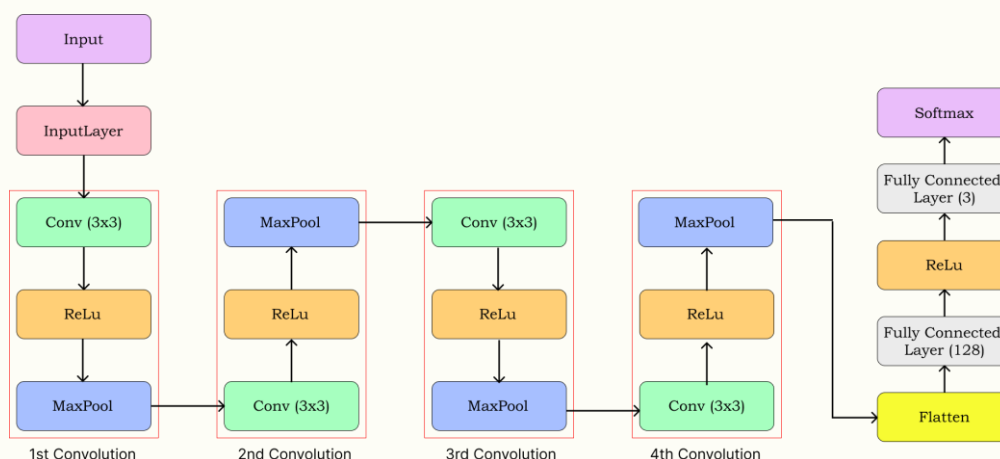 Input
InputLayer
Conv (3x3)
ReLu
MaxPool
1st Convolution
MaxPool
ReLu
Conv (3x3)
2nd Convolution
Conv (3x3)
ReLu
MaxPool
3rd Convolution
MaxPool
ReLu
Conv (3x3)
4th Convolution
Softmax
Fully Connected
Layer (3)
ReLu
Fully Connected
Layer (128)
Flatten